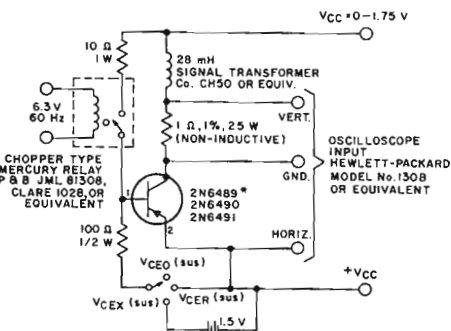 VCC=0-1.75 V
10 Ω
1 W
28 mH
SIGNAL TRANSFORMER
Co. CH50 OR EQUIV.
6.3 V
60 Hz
VERT.
1 Ω, 1%, 25 W
(NON-INDUCTIVE)
OSCILLOSCOPE
INPUT
HEWLETT-PACKARD
MODEL No. 130B
OR EQUIVALENT
GND.
CHOPPER TYPE
MERCURY RELAY
P & B JML 81308,
CLARE 1028, OR
EQUIVALENT
1
2N6489*
2N6490
2N6491
2
HORIZ.
100 Ω
1/2 W
VCEO (sus)
+VCC
VCEX (sus)
VCER (sus)
1.5 V